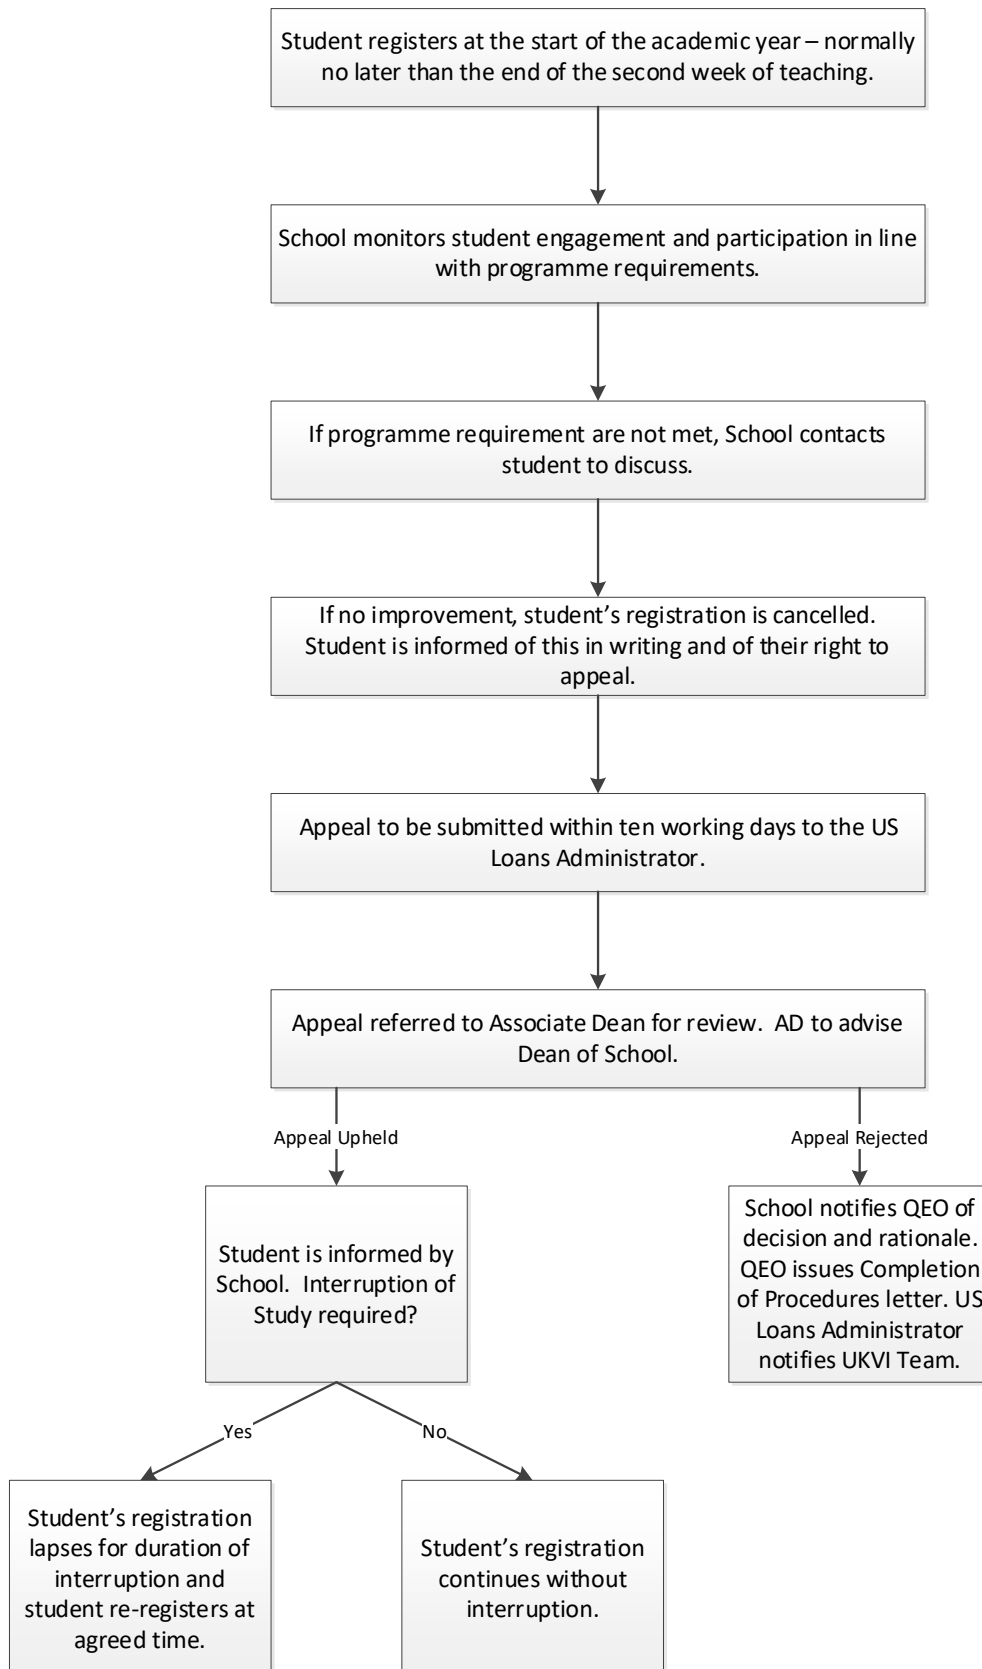 Student registers at the start of the academic year – normally
no later than the end of the second week of teaching.
School monitors student engagement and participation in line
with programme requirements.
If programme requirement are not met, School contacts
student to discuss.
If no improvement, student’s registration is cancelled.
Student is informed of this in writing and of their right to
appeal.
Appeal to be submitted within ten working days to the US
Loans Administrator.
Appeal referred to Associate Dean for review.  AD to advise
Dean of School.
Appeal Upheld
Appeal Rejected
Student is informed by
School.  Interruption of
Study required?
School notifies QEO of
decision and rationale.
QEO issues Completion
of Procedures letter. US
Loans Administrator
notifies UKVI Team.
Yes
No
Student’s registration
lapses for duration of
interruption and
student re-registers at
agreed time.
Student’s registration
continues without
interruption.